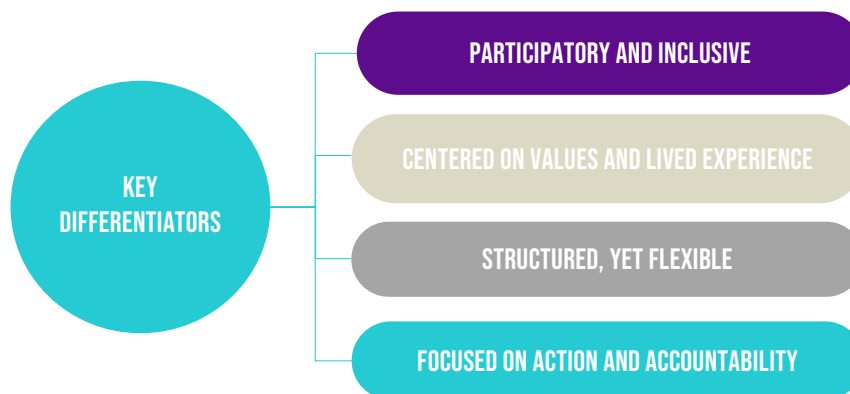 KEY
DIFFERENTIATORS
PARTICIPATORY AND INCLUSIVE
CENTERED ON VALUES AND LIVED EXPERIENCE
STRUCTURED, YET FLEXIBLE
FOCUSED ON ACTION AND ACCOUNTABILITY